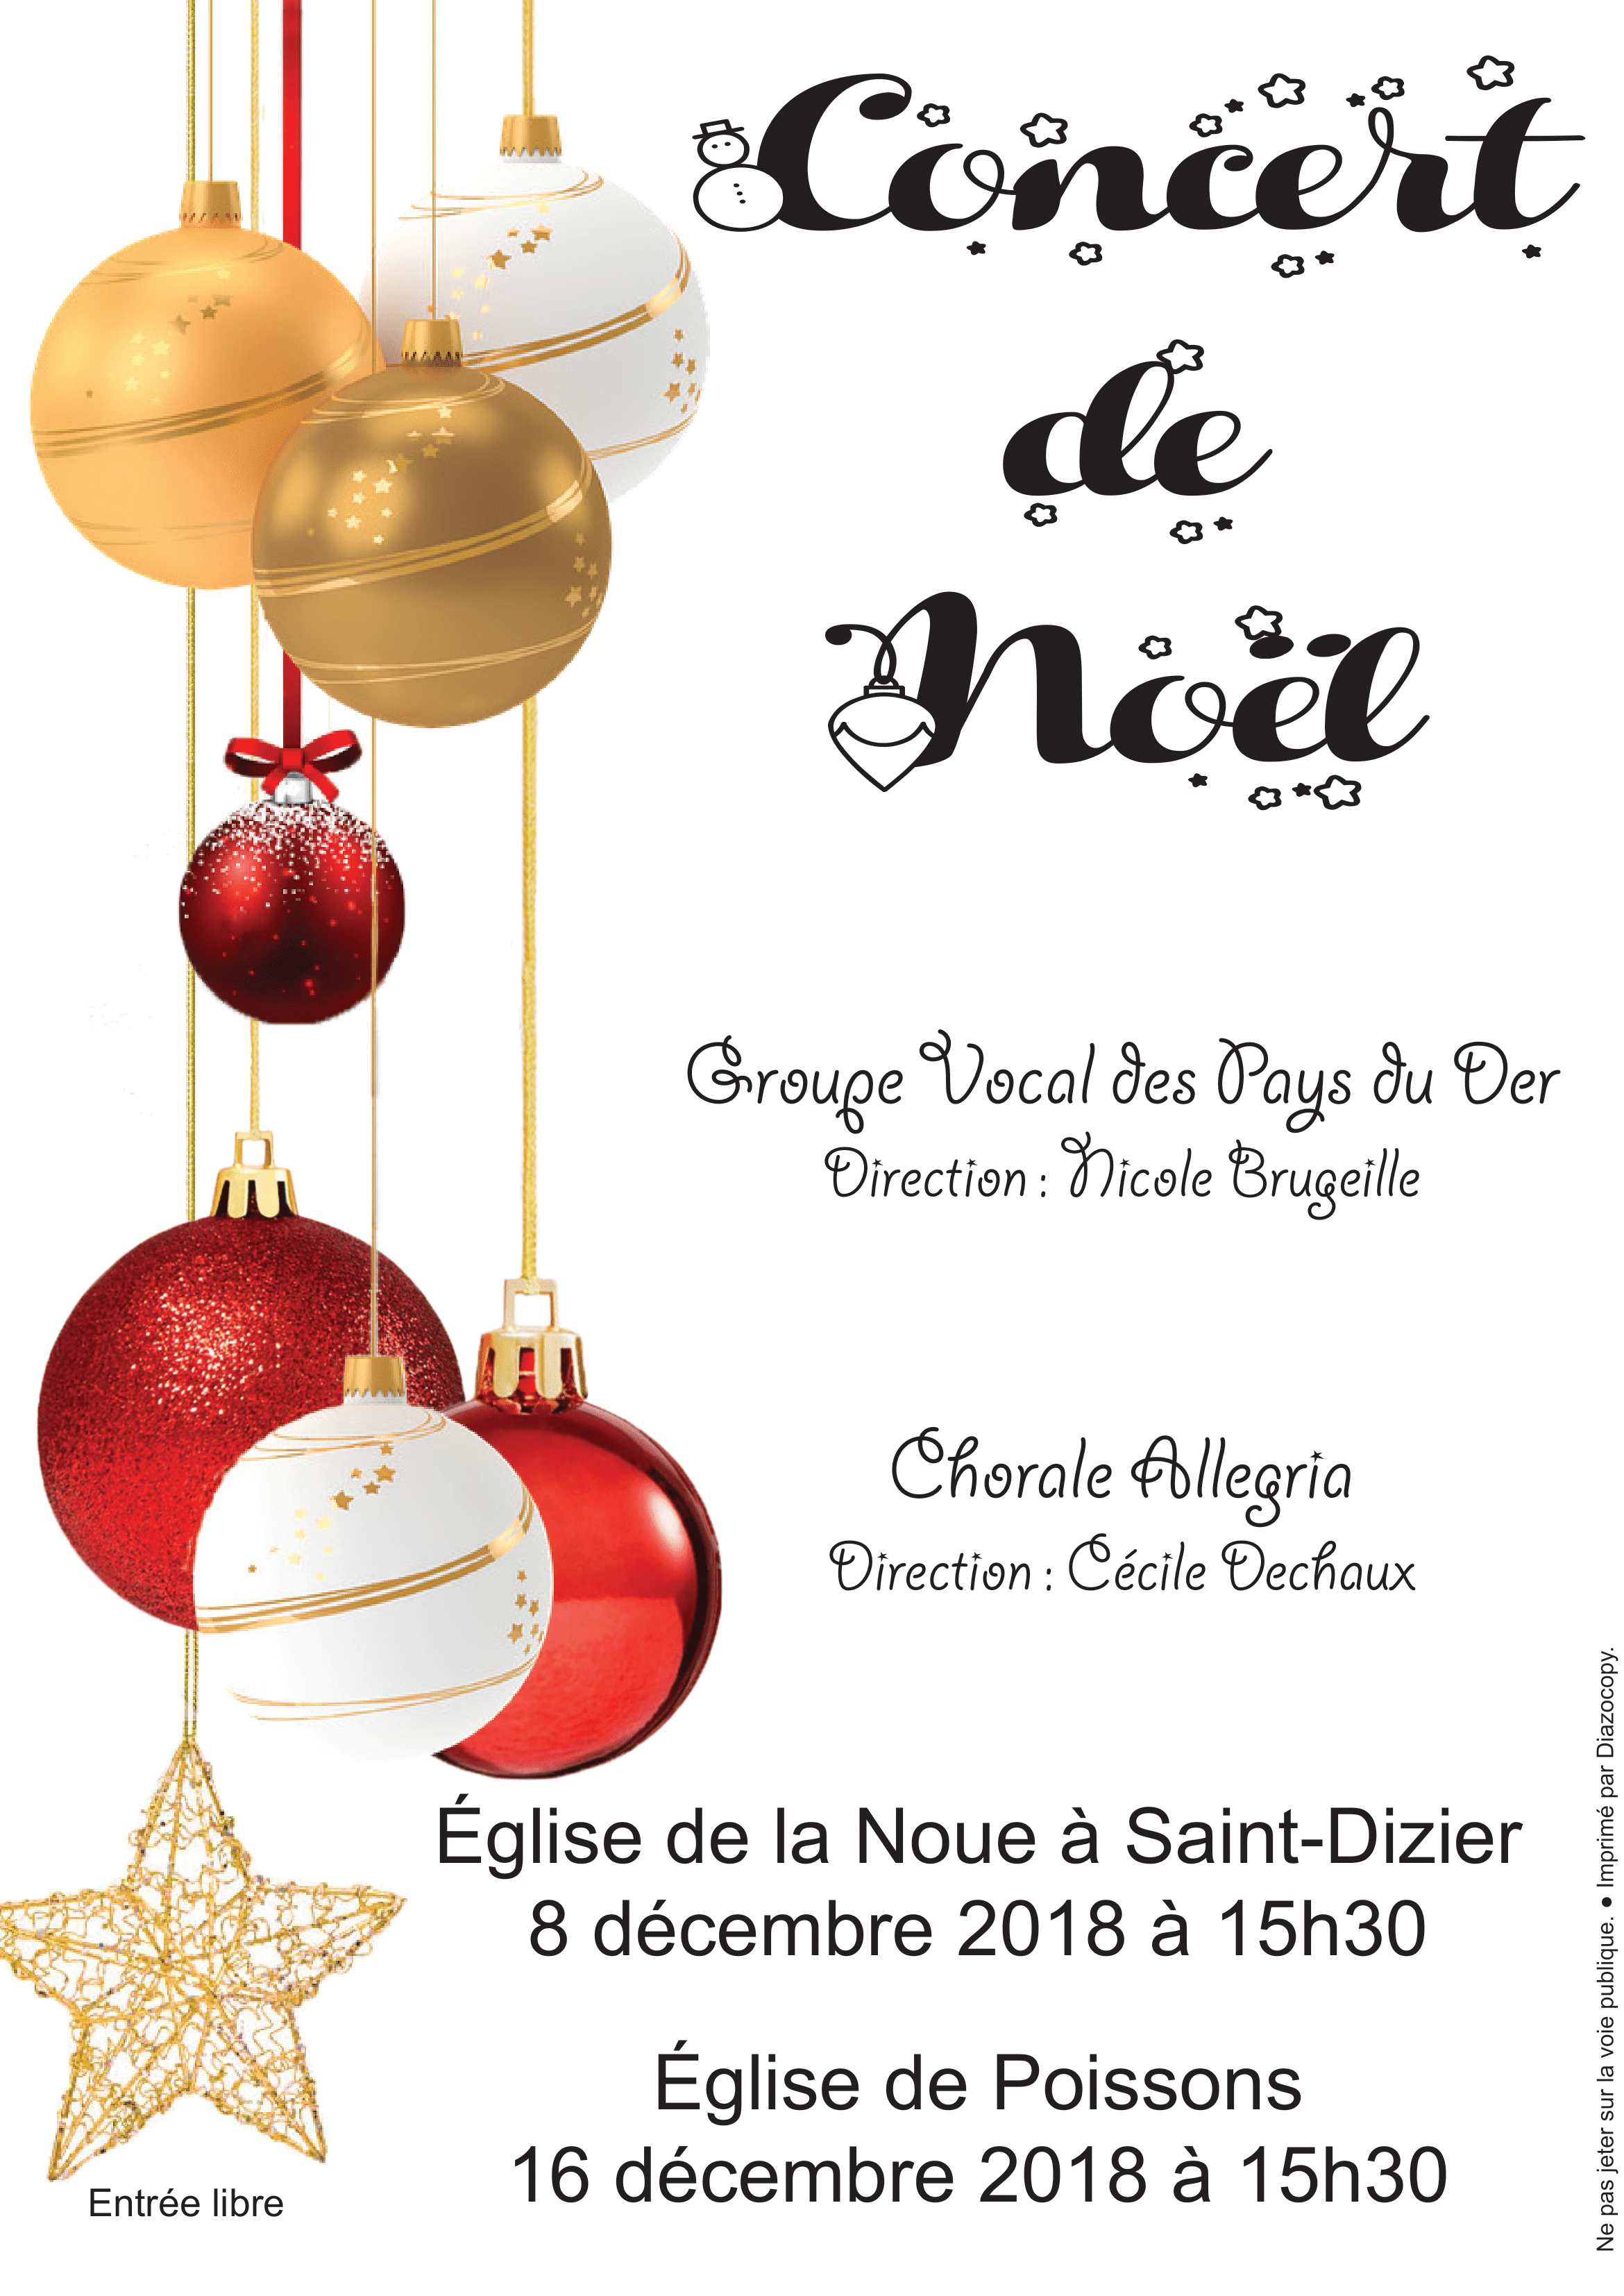 Concert
de
Noël
Groupe Vocal des Pays du Der
Direction : Nicole Brugeille
Chorale Allegria
Direction : Cécile Dechaux
Église de la Noue à Saint-Dizier
8 décembre 2018 à 15h30
Église de Poissons
16 décembre 2018 à 15h30
Entrée libre
Ne pas jeter sur la voie publique. • Imprimé par Diazocopy.